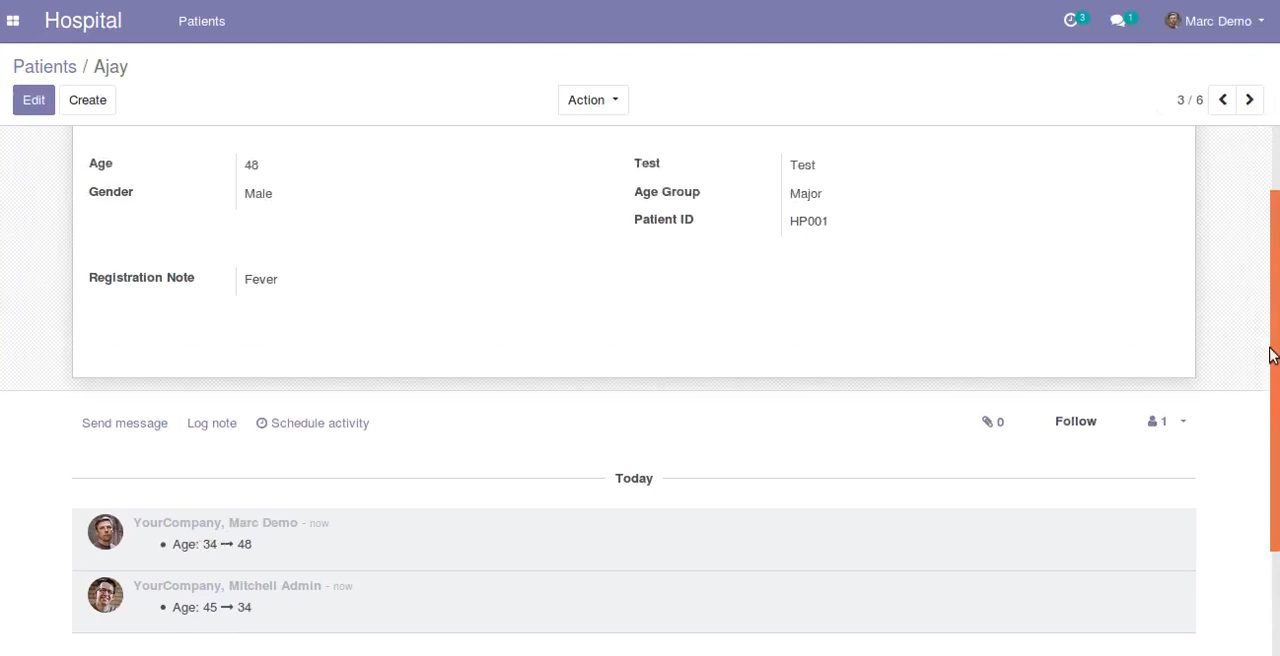 Hospital Patients 3 1 Marc Demo
Patients / Ajay
Edit Create Action 3 / 6
Age 48 Test Test
Gender Male Age Group Major
Patient ID HP001
Registration Note Fever
Send message Log note Schedule activity 0 Follow 1
Today
YourCompany, Marc Demo - now
• Age: 34 → 48
YourCompany, Mitchell Admin - now
• Age: 45 → 34